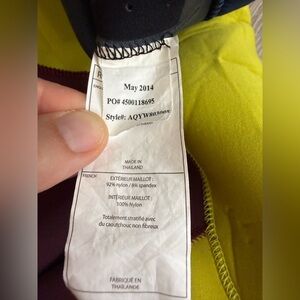 R
May 2014
PO# 4500118695
Style#:
MADE IN
THAILAND
FRENCH
EXTÉRIEUR MAILLOT :
92% nylon / 8% spandex
INTÉRIEUR MAILLOT :
100% nylon
Totalement stratifié avec
du caoutchouc non fibreux
FABRIQUÉ EN
THAÏLANDE